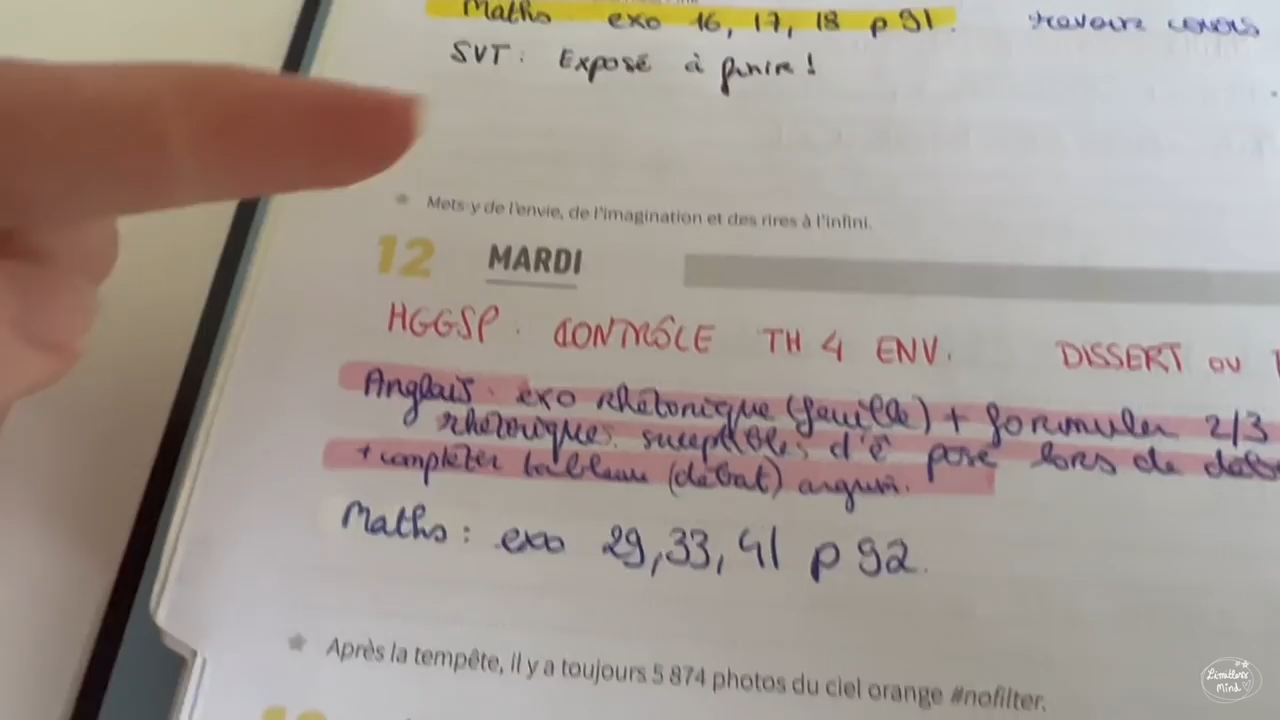 Maths exo 16, 17, 18 p 91. revoir cours
SVT : Exposé à finir !
Mets-y de l'envie, de l'imagination et des rires à l'infini.
12 MARDI
HGGSP. CONTRÔLE TH 4 ENV. DISSERT OU
Anglais : exo rhétorique (feuille) + formuler 2/3
rhétoriques suceptibles d'ê posé lors de
+ compléter tableau (débat) argum.
Maths : exo 29, 33, 41 p 92.
Après la tempête, il y a toujours 5 874 photos du ciel orange #nofilter.